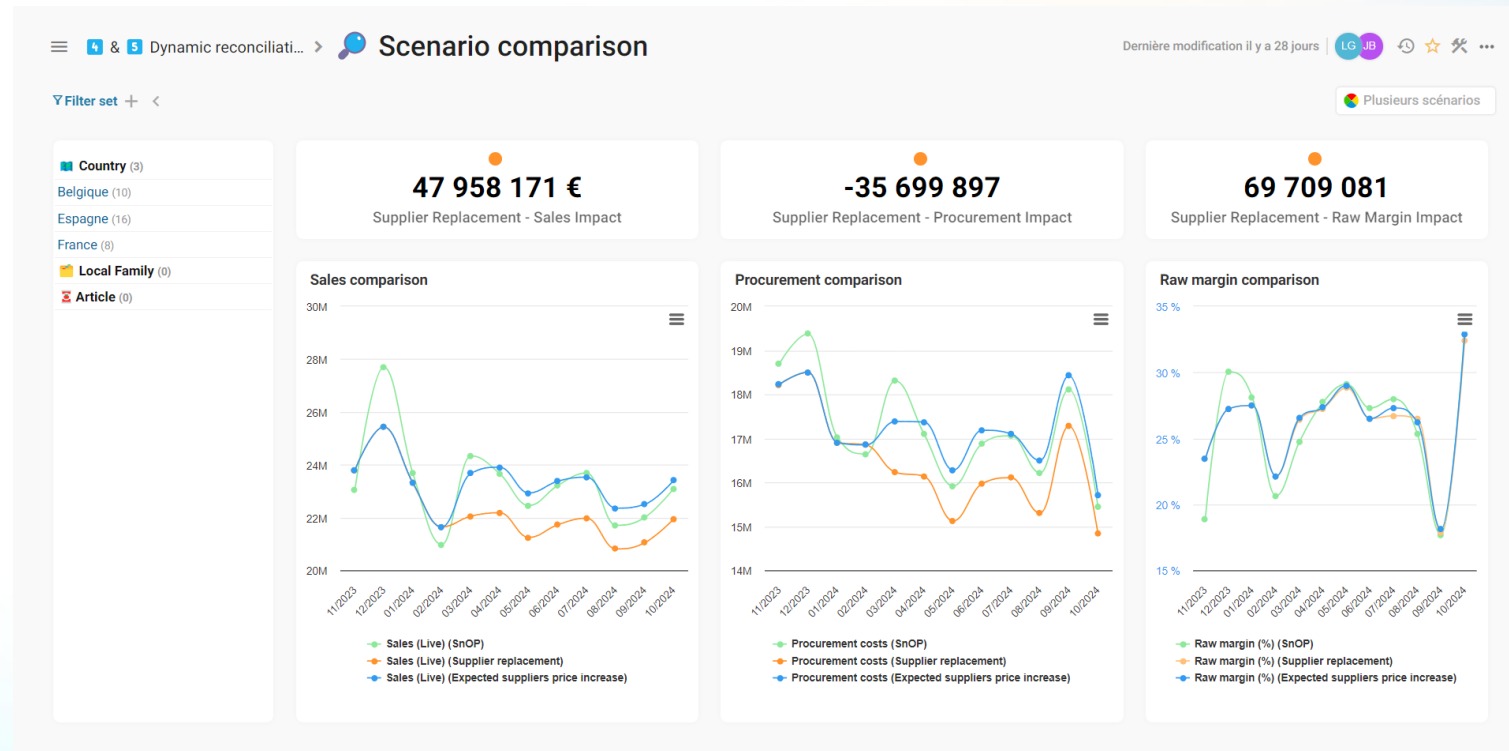 4 & 5 Dynamic reconciliati... > Scenario comparison
Dernière modification il y a 28 jours
LG JB
Filter set
Plusieurs scénarios
Country (3)
Belgique (10)
Espagne (16)
France (8)
Local Family (0)
Article (0)
47 958 171 €
Supplier Replacement - Sales Impact
-35 699 897
Supplier Replacement - Procurement Impact
69 709 081
Supplier Replacement - Raw Margin Impact
Sales comparison
30M
28M
26M
24M
22M
20M
11/2023 12/2023 01/2024 02/2024 03/2024 04/2024 05/2024 06/2024 07/2024 08/2024 09/2024 10/2024
Sales (Live) (SnOP)
Sales (Live) (Supplier replacement)
Sales (Live) (Expected suppliers price increase)
Procurement comparison
20M
19M
18M
17M
16M
15M
14M
11/2023 12/2023 01/2024 02/2024 03/2024 04/2024 05/2024 06/2024 07/2024 08/2024 09/2024 10/2024
Procurement costs (SnOP)
Procurement costs (Supplier replacement)
Procurement costs (Expected suppliers price increase)
Raw margin comparison
35 %
30 %
25 %
20 %
15 %
11/2023 12/2023 01/2024 02/2024 03/2024 04/2024 05/2024 06/2024 07/2024 08/2024 09/2024 10/2024
Raw margin (%) (SnOP)
Raw margin (%) (Supplier replacement)
Raw margin (%) (Expected suppliers price increase)